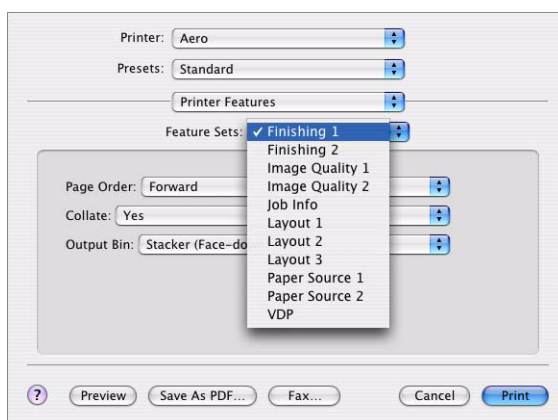 Printer: Aero
Presets: Standard
Printer Features
Feature Sets: ✓ Finishing 1
Finishing 2
Image Quality 1
Image Quality 2
Job Info
Layout 1
Layout 2
Layout 3
Paper Source 1
Paper Source 2
VDP
Page Order: Forward
Collate: Yes
Output Bin: Stacker (Face-do
? Preview Save As PDF... Fax... Cancel Print